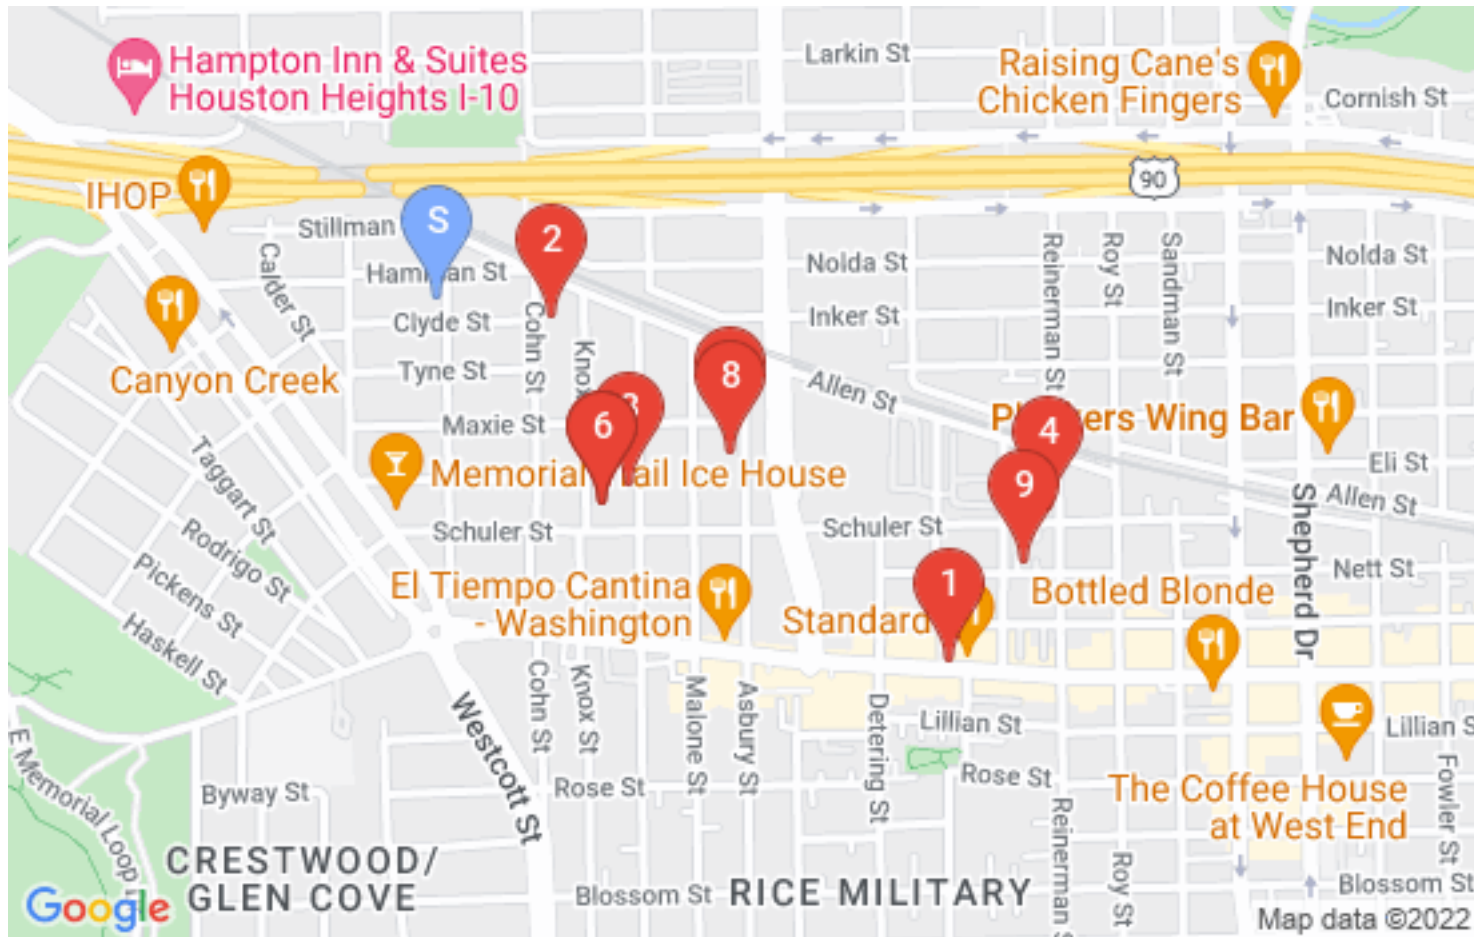 Hampton Inn & Suites
Houston Heights I-10
Larkin St
Raising Cane's
Chicken Fingers
Cornish St
90
IHOP
Stillman
S
2
Calder St
Hamman St
Nolda St
Reinerman St
Roy St
Sandman St
Nolda St
Clyde St
Cohn St
Inker St
Inker St
Canyon Creek
Tyne St
Knox
8
Allen St
Maxie St
6
3
4
Wing Bar
Taggart St
Memorial
Ice House
9
Eli St
Allen St
Shepherd Dr
Schuler St
Schuler St
Rodrigo St
Pickens St
Haskell St
El Tiempo Cantina
- Washington
1
Standard
Bottled Blonde
Nett St
Westcott St
Cohn St
Knox St
Malone St
Asbury St
Detering St
Lillian St
Lillian S
Rose St
Rose St
Byway St
E Memorial Loop
The Coffee House
at West End
Reinerman S
Roy St
Fowler St
CRESTWOOD/
GLEN COVE
Blossom St
RICE MILITARY
Blossom St
Google
Map data ©2022